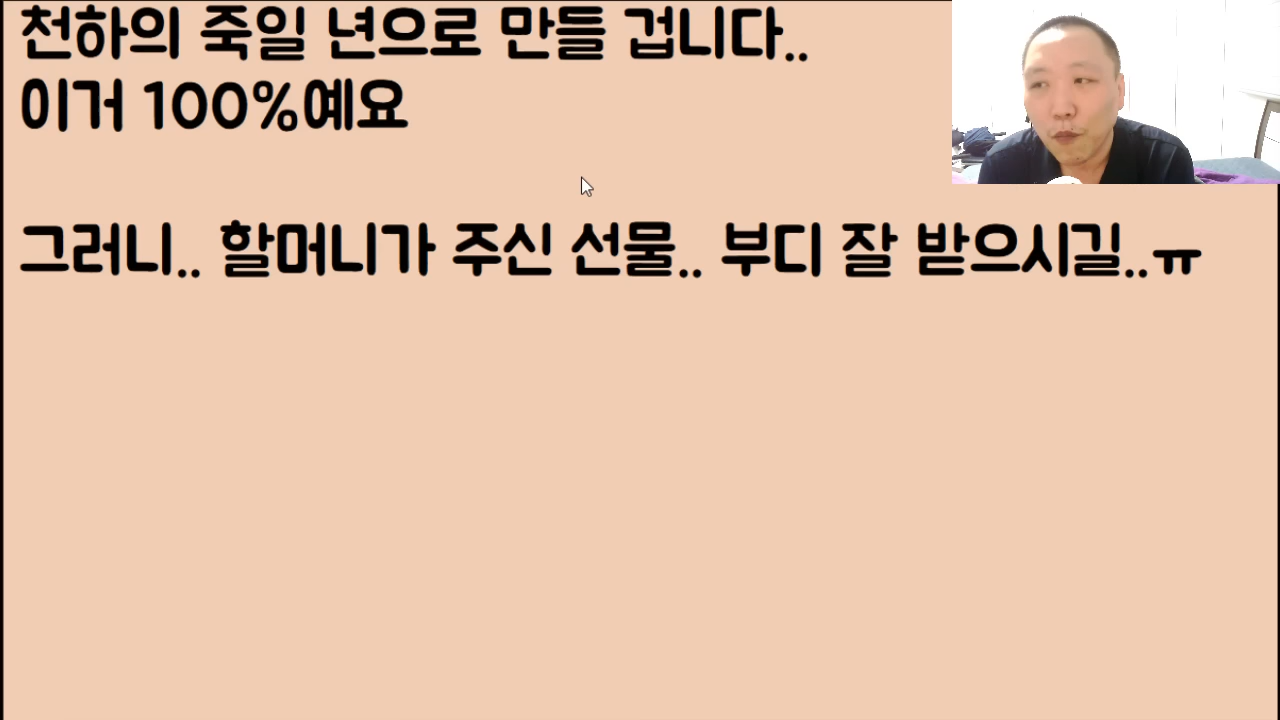 천하의 죽일 년으로 만들 겁니다..
이거 100%예요
그러니.. 할머니가 주신 선물.. 부디 잘 받으시길..ㅠ